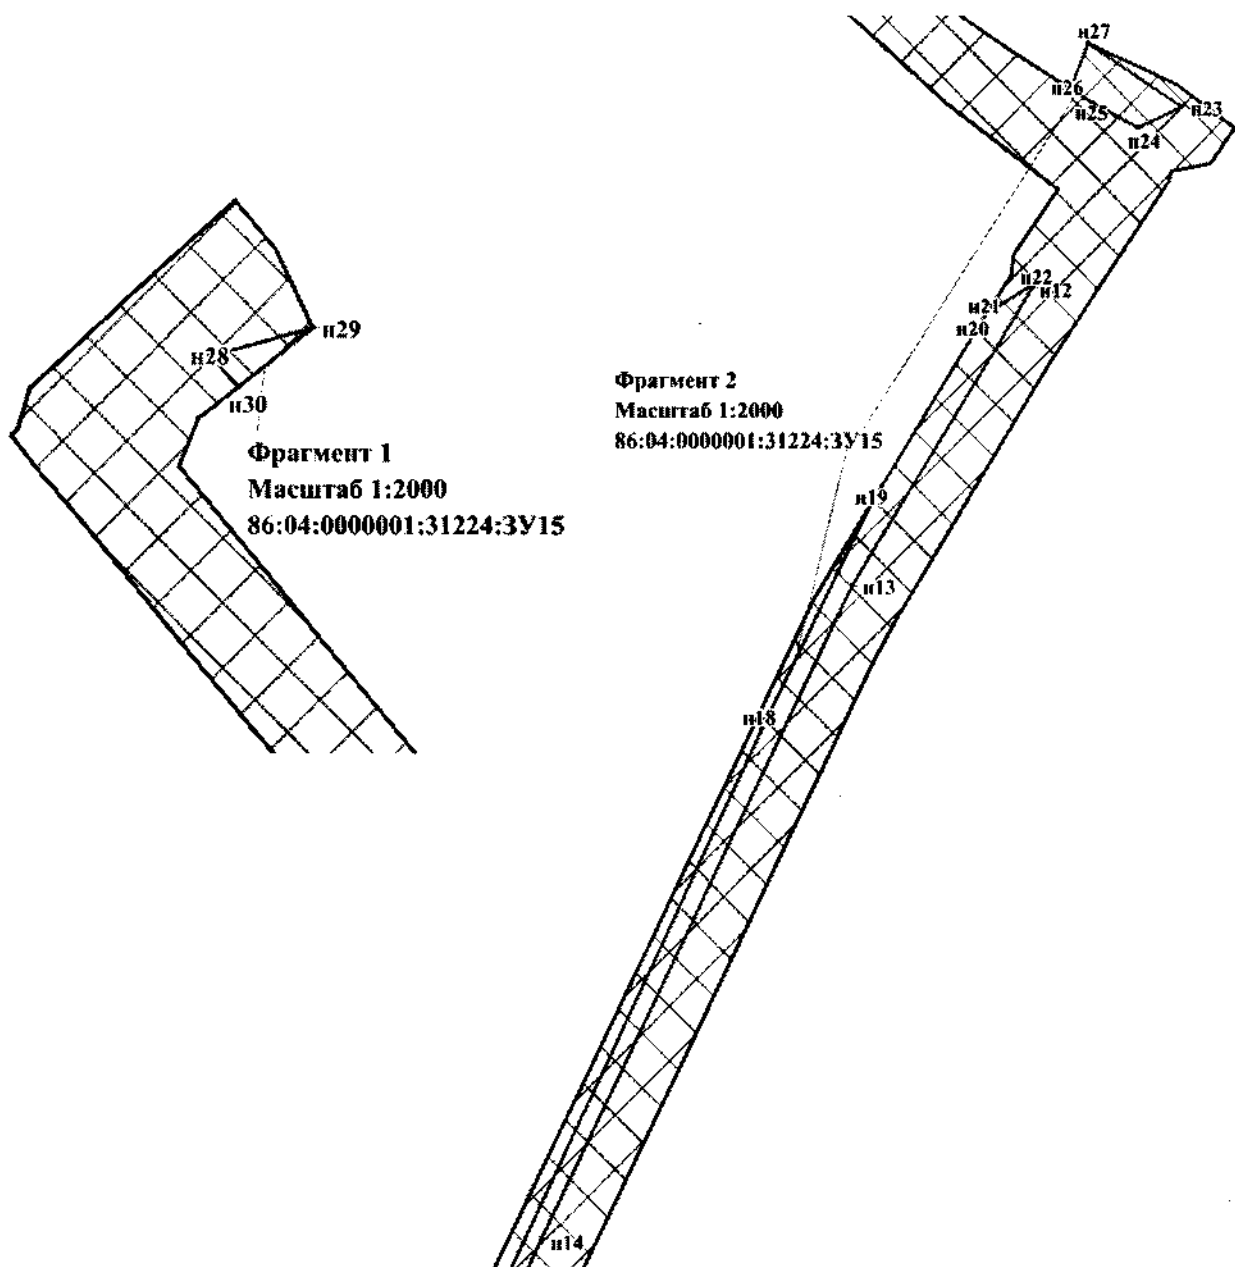 н27
н26
н25
н23
н24
н22
н12
н21
н20
н29
н28
н30
Фрагмент 1
Масштаб 1:2000
86:04:0000001:31224:ЗУ15
Фрагмент 2
Масштаб 1:2000
86:04:0000001:31224:ЗУ15
н19
н13
н18
н14